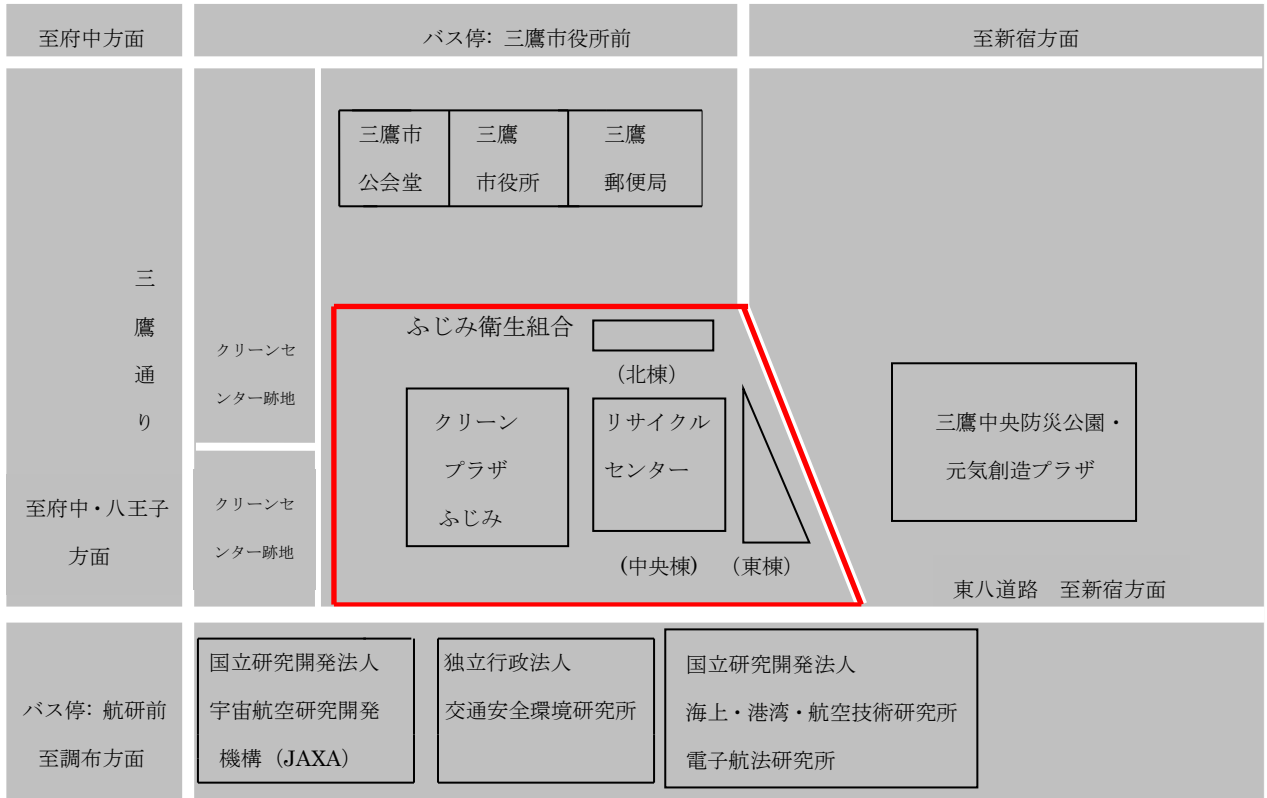 至府中方面
バス停: 三鷹市役所前
至新宿方面
三鷹市
公会堂
三鷹
市役所
三鷹
郵便局
三鷹通り
クリーンセ
ンター跡地
ふじみ衛生組合
（北棟）
クリーン
プラザ
ふじみ
リサイクル
センター
(中央棟)
（東棟）
三鷹中央防災公園・
元気創造プラザ
至府中・八王子
方面
クリーンセ
ンター跡地
東八道路　至新宿方面
バス停: 航研前
至調布方面
国立研究開発法人
宇宙航空研究開発
機構（JAXA）
独立行政法人
交通安全環境研究所
国立研究開発法人
海上・港湾・航空技術研究所
電子航法研究所